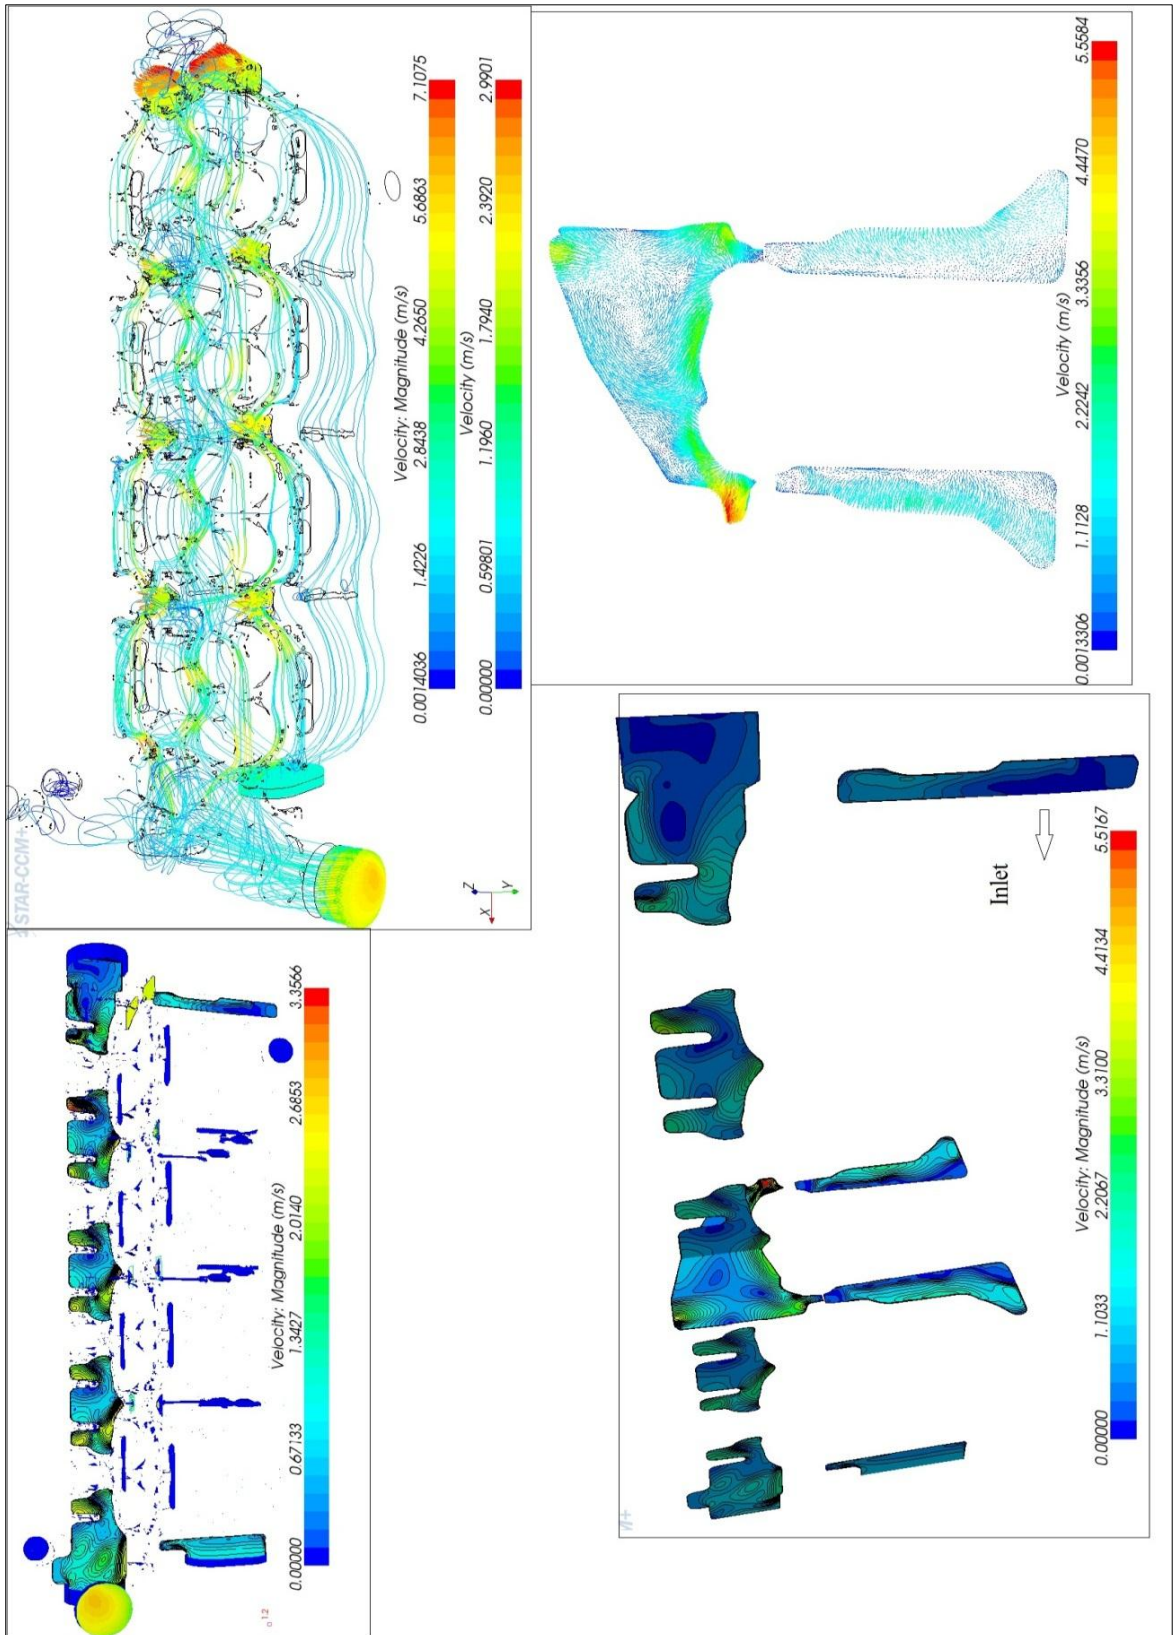 STAR-CCM+
Z
X
Y
0.0014036 1.4226 2.8438 4.2650 5.6863 7.1075
Velocity: Magnitude (m/s)
0.00000 0.59801 1.1960 1.7940 2.3920 2.9901
Velocity (m/s)
0.0013306 1.1128 2.2242 3.3356 4.4470 5.5584
Velocity (m/s)
0.00000 0.67133 1.3427 2.0140 2.6853 3.3566
Velocity: Magnitude (m/s)
0 1.2
Inlet
0.00000 1.1033 2.2067 3.3100 4.4134 5.5167
Velocity: Magnitude (m/s)